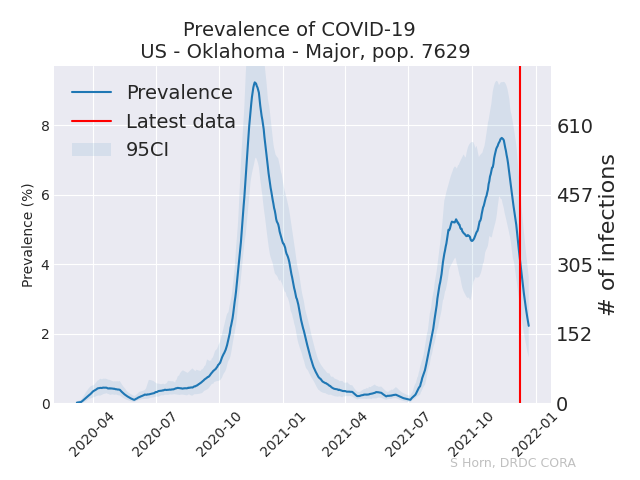 Prevalence of COVID-19
US - Oklahoma - Major, pop. 7629
Prevalence
Latest data
95CI
Prevalence (%)
8
6
4
2
0
610
457
305
152
0
# of infections
2020-04
2020-07
2020-10
2021-01
2021-04
2021-07
2021-10
2022-01
S Horn, DRDC CORA